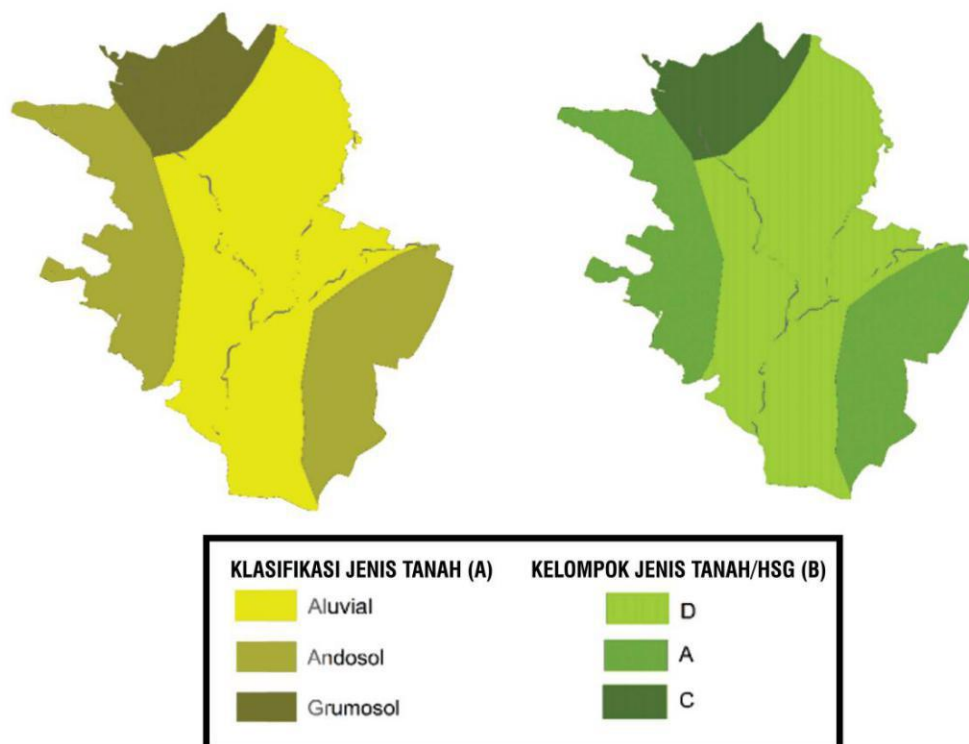 KLASIFIKASI JENIS TANAH (A)
Aluvial
Andosol
Grumosol
KELOMPOK JENIS TANAH/HSG (B)
D
A
C